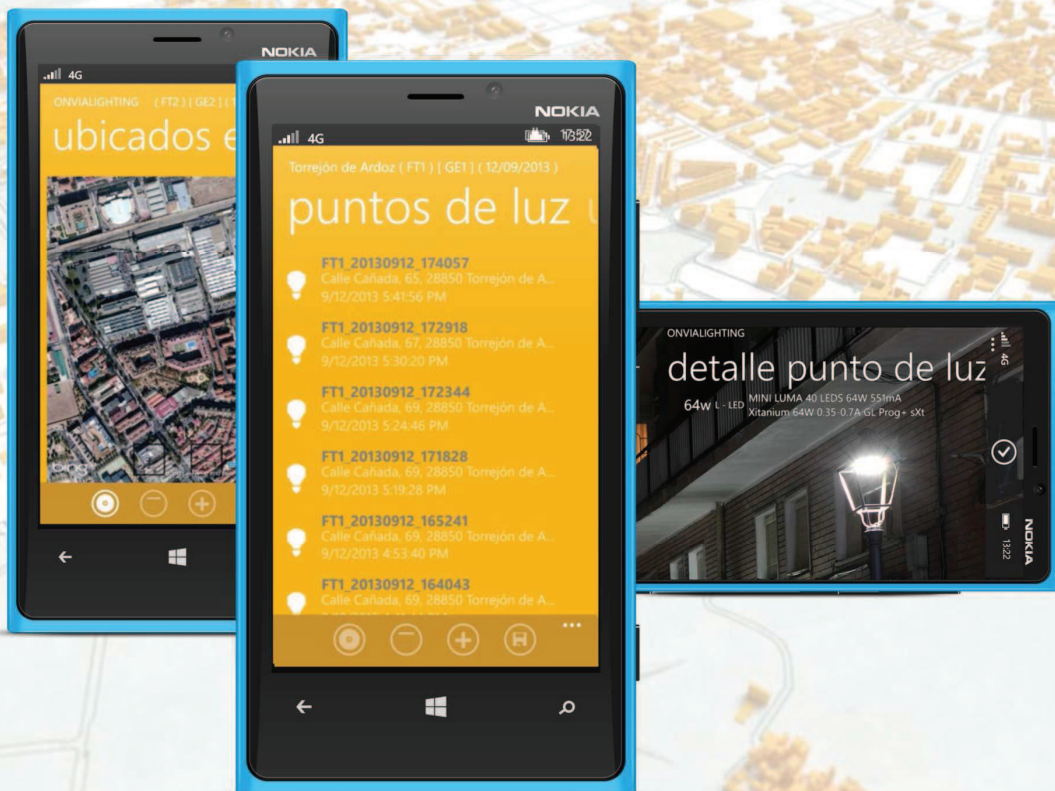 NOKIA
4G
ONVIALIGHTING ( FT2 ) [ GE2 ] (
ubicados e
bing
NOKIA
4G
Torrejón de Ardoz ( FT1 ) [ GE1 ] ( 12/09/2013 )
puntos de luz
FT1_20130912_174057
Calle Cañada, 65, 28850 Torrejón de A...
9/12/2013 5:41:56 PM
FT1_20130912_172918
Calle Cañada, 67, 28850 Torrejón de A...
9/12/2013 5:30:20 PM
FT1_20130912_172344
Calle Cañada, 69, 28850 Torrejón de A...
9/12/2013 5:24:46 PM
FT1_20130912_171828
Calle Cañada, 69, 28850 Torrejón de A...
9/12/2013 5:19:28 PM
FT1_20130912_165241
Calle Cañada, 69, 28850 Torrejón de A...
9/12/2013 4:53:40 PM
FT1_20130912_164043
Calle Cañada, 69, 28850 Torrejón de A...
ONVIALIGHTING
detalle punto de luz
64w L - LED
MINI LUMA 40 LEDS 64W 551mA
Xitanium 64W 0.35-0.7A GL Prog+ sXt
4G
13:22
NOKIA